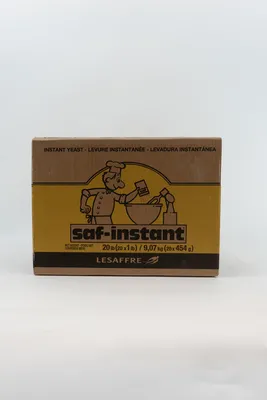 INSTANT YEAST - LEVURE INSTANTANÉE - LEVADURA INSTANTÁNEA
saf-instant
20 lb (20 x 1 lb) / 9,07 kg (20 x 454 g)
LESAFFRE